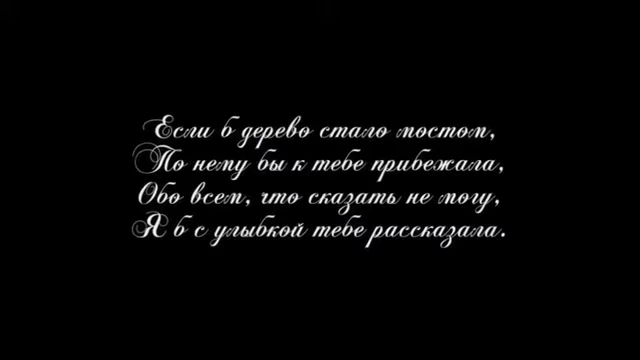 Если б дерево стало мостом,
По нему бы к тебе прибежала,
Обо всем, что сказать не могу,
Я б с улыбкой тебе рассказала.